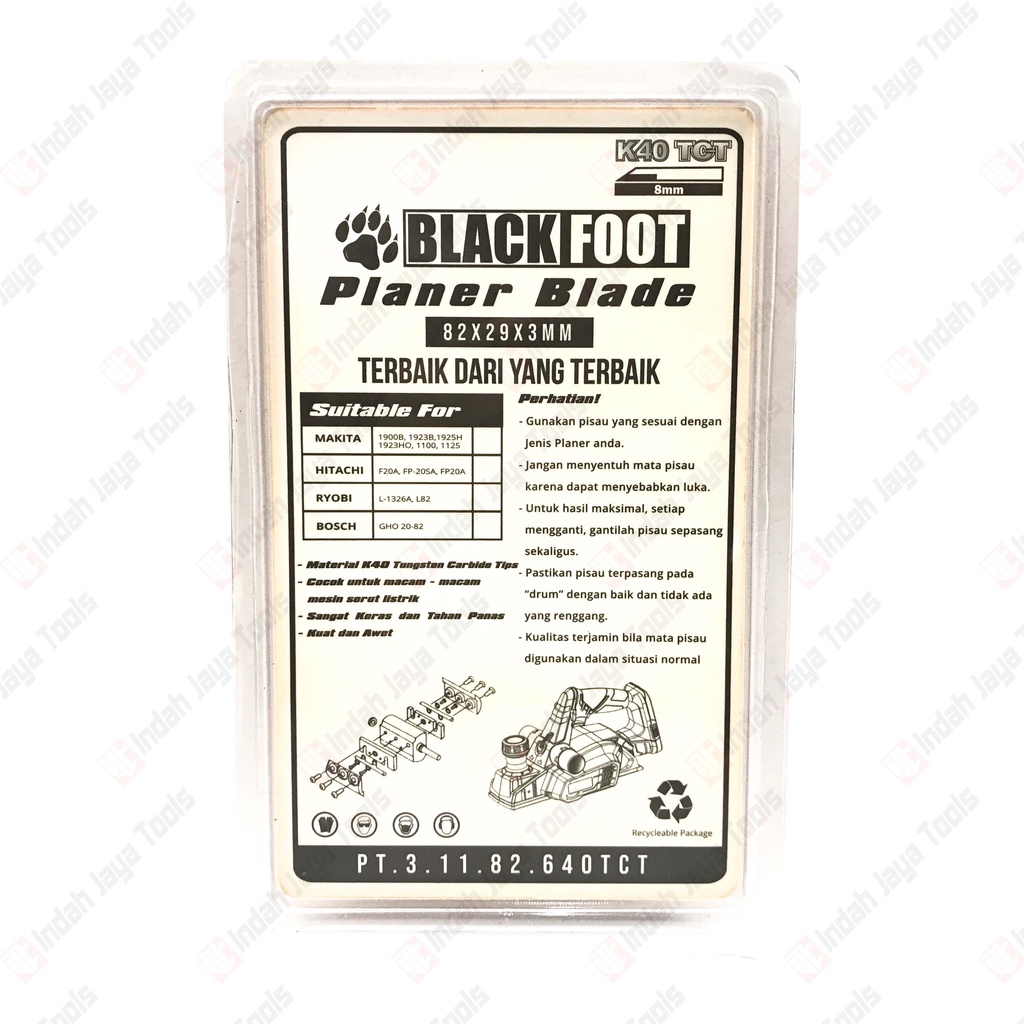 K40 TCT
8mm
BLACKFOOT
Planer Blade
82X29X3MM
TERBAIK DARI YANG TERBAIK
Suitable For
MAKITA 1900B, 1923B,1925H
1923HO, 1100, 1125
HITACHI F20A, FP-20SA, FP20A
RYOBI L-1326A, L82
BOSCH GHO 20-82
- Material K40 Tungsten Carbide Tips
- Cocok untuk macam - macam
mesin serut listrik
- Sangat Keras dan Tahan Panas
- Kuat dan Awet
Perhatian!
- Gunakan pisau yang sesuai dengan
Jenis Planer anda.
- Jangan menyentuh mata pisau
karena dapat menyebabkan luka.
- Untuk hasil maksimal, setiap
mengganti, gantilah pisau sepasang
sekaligus.
- Pastikan pisau terpasang pada
“drum” dengan baik dan tidak ada
yang renggang.
- Kualitas terjamin bila mata pisau
digunakan dalam situasi normal
Recycleable Package
PT.3.11.82.640TCT
Indah Jaya Tools